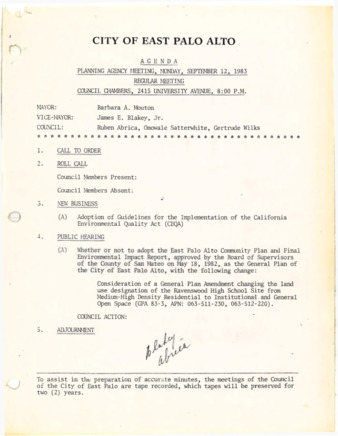 CITY OF EAST PALO ALTO
A G E N D A
PLANNING AGENCY MEETING, MONDAY, SEPTEMBER 12, 1983
REGULAR MEETING
COUNCIL CHAMBERS, 2415 UNIVERSITY AVENUE, 8:00 P.M.
MAYOR: Barbara A. Mouton
VICE-MAYOR: James E. Blakey, Jr.
COUNCIL: Ruben Abrica, Omowale Satterwhite, Gertrude Wilks
* * * * * * * * * * * * * * * * * * * * * * * * * * * * * * * * * * * * * * * *
1. CALL TO ORDER
2. ROLL CALL
Council Members Present:
Council Members Absent:
3. NEW BUSINESS
(A) Adoption of Guidelines for the Implementation of the California
Environmental Quality Act (CEQA)
4. PUBLIC HEARING
(A) Whether or not to adopt the East Palo Alto Community Plan and Final
Environmental Impact Report, approved by the Board of Supervisors
of the County of San Mateo on May 18, 1982, as the General Plan of
the City of East Palo Alto, with the following change:
Consideration of a General Plan Amendment changing the land
use designation of the Ravenswood High School Site from
Medium-High Density Residential to Institutional and General
Open Space (GPA 83-3, APN: 063-511-230, 063-512-220).
COUNCIL ACTION:
5. ADJOURNMENT
Blakey
Abrica
To assist in the preparation of accurate minutes, the meetings of the Council
of the City of East Palo Alto are tape recorded, which tapes will be preserved for
two (2) years.